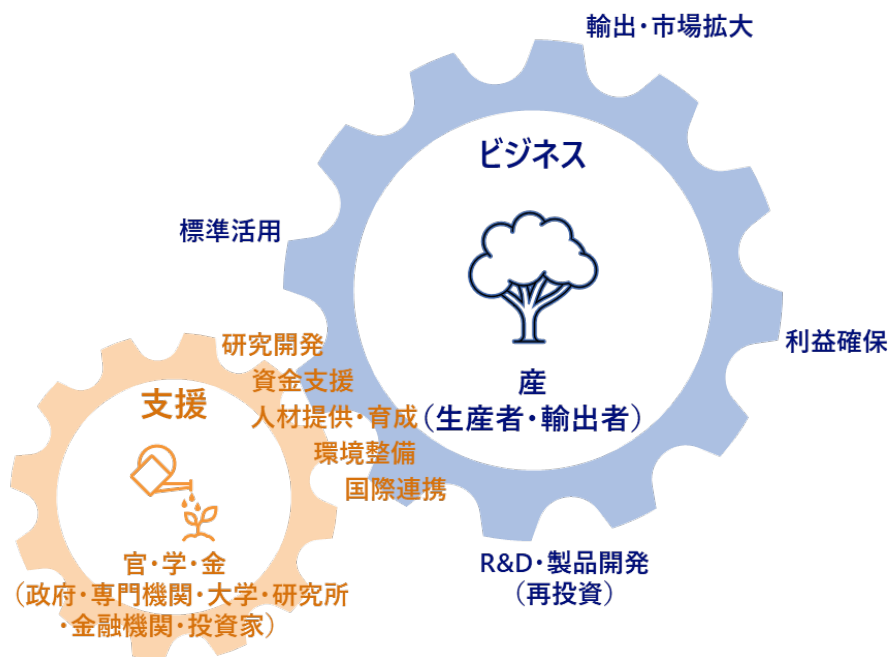 輸出・市場拡大
ビジネス
標準活用
利益確保
産
（生産者・輸出者）
R&D・製品開発
（再投資）
研究開発
資金支援
人材提供・育成
環境整備
国際連携
支援
官・学・金
（政府・専門機関・大学・研究所
・金融機関・投資家）